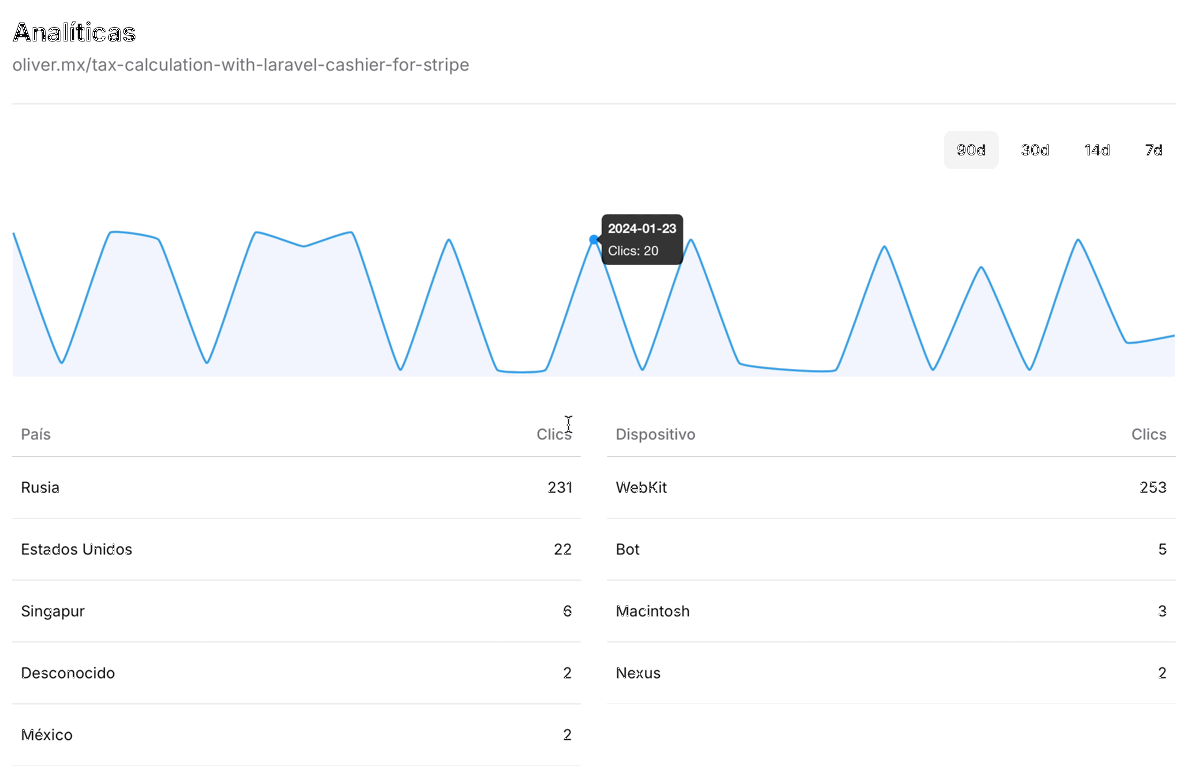 Analíticas
oliver.mx/tax-calculation-with-laravel-cashier-for-stripe
90d 30d 14d 7d
2024-01-23
Clics: 20
País Clics
Rusia 231
Estados Unidos 22
Singapur 6
Desconocido 2
México 2
Dispositivo Clics
WebKit 253
Bot 5
Macintosh 3
Nexus 2